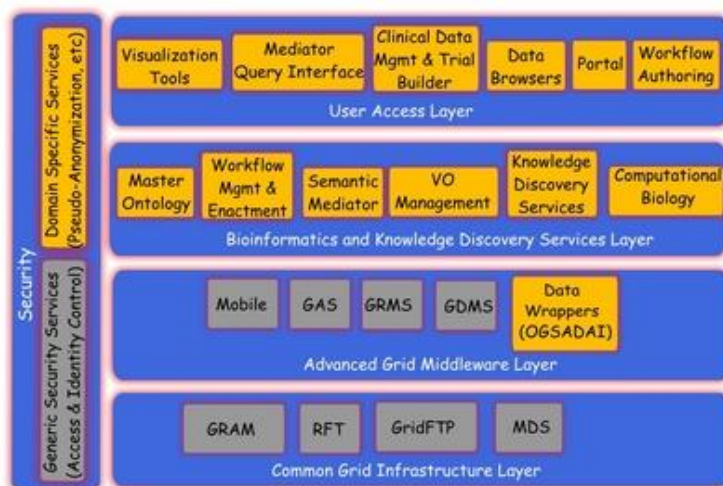 Security
Domain Specific Services
(Pseudo-Anonymization, etc)
Generic Security Services
(Access & Identity Control)
Visualization
Tools
Mediator
Query Interface
Clinical Data
Mgmt & Trial
Builder
Data
Browsers
Portal
Workflow
Authoring
User Access Layer
Master
Ontology
Workflow
Mgmt &
Enactment
Semantic
Mediator
VO
Management
Knowledge
Discovery
Services
Computational
Biology
Bioinformatics and Knowledge Discovery Services Layer
Mobile
GAS
GRMS
GDMS
Data
Wrappers
(OGSADAI)
Advanced Grid Middleware Layer
GRAM
RFT
GridFTP
MDS
Common Grid Infrastructure Layer